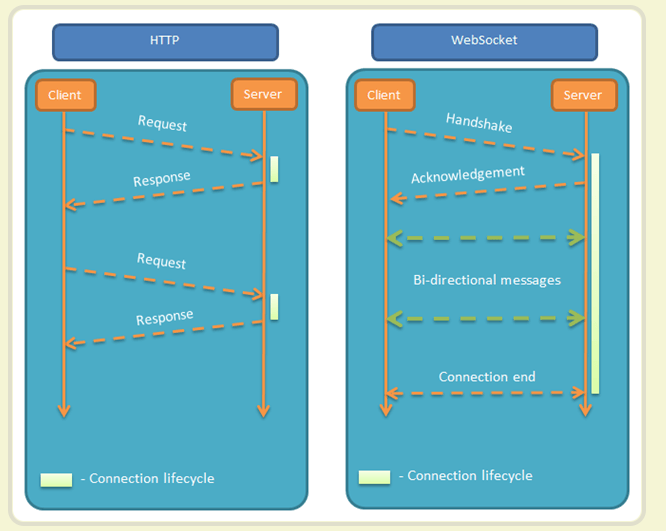 HTTP
Client
Server
Request
Response
Request
Response
- Connection lifecycle
WebSocket
Client
Server
Handshake
Acknowledgement
Bi-directional messages
Connection end
- Connection lifecycle